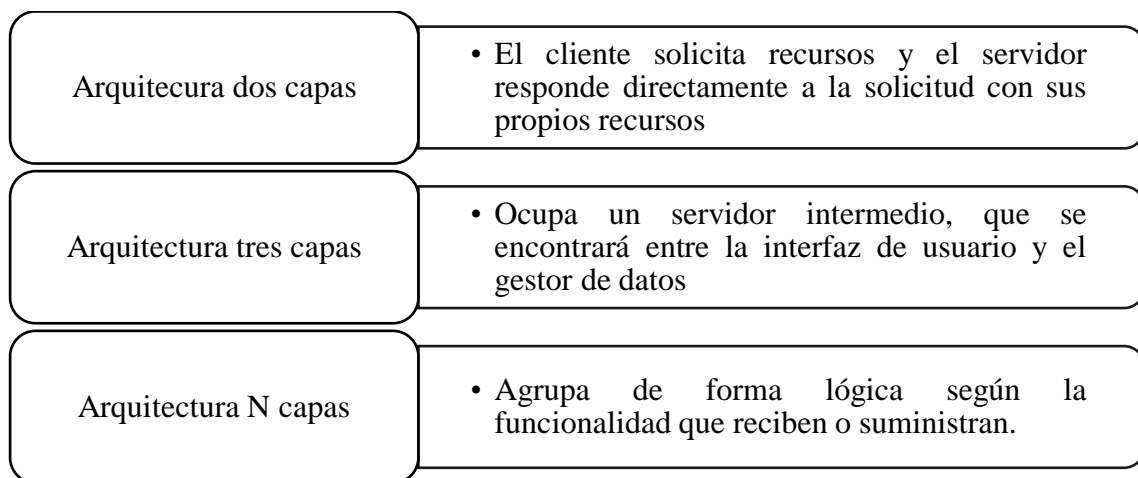 Arquitecura dos capas
• El cliente solicita recursos y el servidor
responde directamente a la solicitud con sus
propios recursos
Arquitectura tres capas
• Ocupa un servidor intermedio, que se
encontrará entre la interfaz de usuario y el
gestor de datos
Arquitectura N capas
• Agrupa de forma lógica según la
funcionalidad que reciben o suministran.